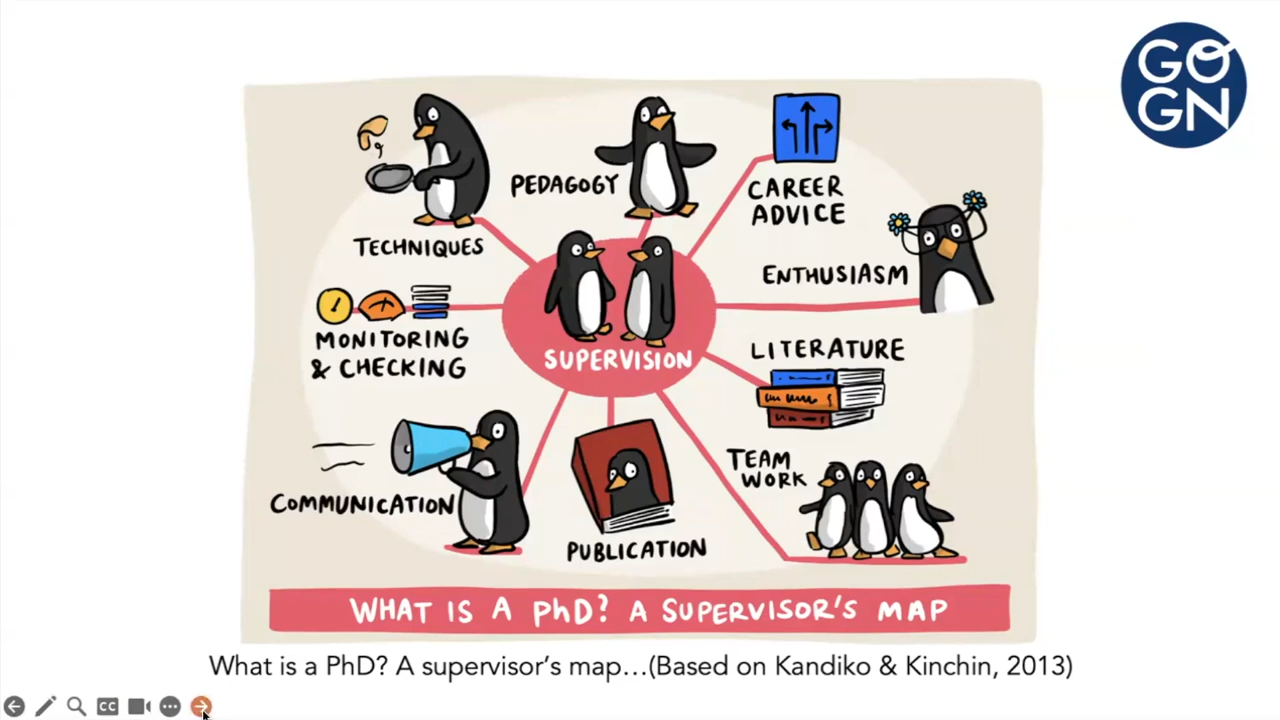 GO
GN
TECHNIQUES
PEDAGOGY
CAREER
ADVICE
ENTHUSIASM
MONITORING
& CHECKING
SUPERVISION
LITERATURE
COMMUNICATION
PUBLICATION
TEAM
WORK
WHAT IS A PhD? A SUPERVISOR'S MAP
What is a PhD? A supervisor's map...(Based on Kandiko & Kinchin, 2013)
CC